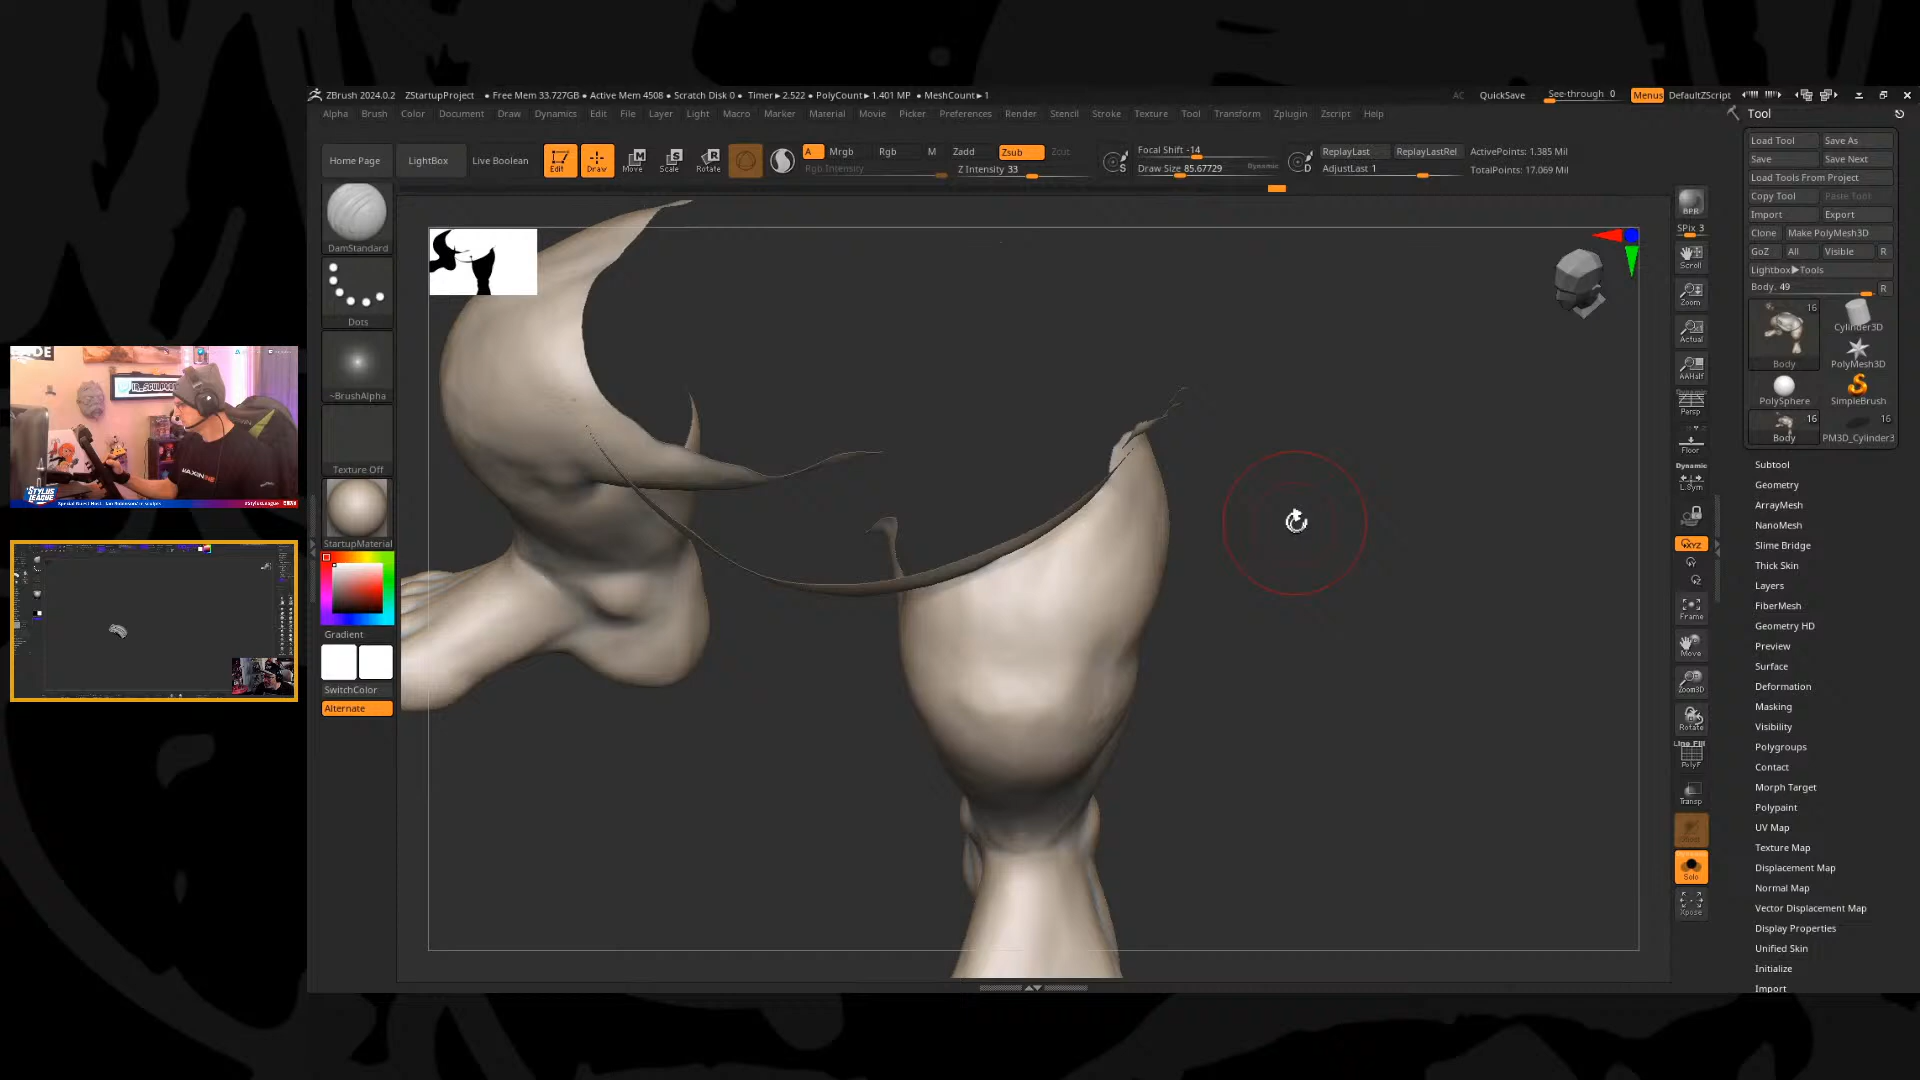 ZBrush 2024.0.2 ZStartupProject • Free Mem 33.727GB • Active Mem 4508 • Scratch Disk 0 • Timer▸2.522 • PolyCount▸1.401 MP • MeshCount▸1
AC QuickSave See-through 0 Menus DefaultZScript
Alpha Brush Color Document Draw Dynamics Edit File Layer Light Macro Marker Material Movie Picker Preferences Render Stencil Stroke Texture Tool Transform Zplugin Zscript Help
Tool
Home Page LightBox Live Boolean Edit Draw Move Scale Rotate
A Mrgb Rgb M Zadd Zsub Zcut
Rgb Intensity Z Intensity 33
Focal Shift -14
Draw Size 85.67729 Dynamic
ReplayLast ReplayLastRel
AdjustLast 1
ActivePoints: 1.385 Mil
TotalPoints: 17.069 Mil
DamStandard
Dots
~BrushAlpha
Texture Off
StartupMaterial
Gradient
SwitchColor
Alternate
BPR
SPix 3
Scroll
Zoom
Actual
AAHalf
Dynamic
Persp
Floor
Dynamic
L.Sym
XYZ
Frame
Move
Zoom3D
Rotate
Line Fill
PolyF
Transp
Solo
Xpose
Load Tool Save As
Save Save Next
Load Tools From Project
Copy Tool Paste Tool
Import Export
Clone Make PolyMesh3D
GoZ All Visible R
Lightbox▸Tools
Body. 49 R
16
Body
Cylinder3D
PolyMesh3D
PolySphere
SimpleBrush
16
Body
16
PM3D_Cylinder3
Subtool
Geometry
ArrayMesh
NanoMesh
Slime Bridge
Thick Skin
Layers
FiberMesh
Geometry HD
Preview
Surface
Deformation
Masking
Visibility
Polygroups
Contact
Morph Target
Polypaint
UV Map
Texture Map
Displacement Map
Normal Map
Vector Displacement Map
Display Properties
Unified Skin
Initialize
Import
STYLUS
LEAGUE